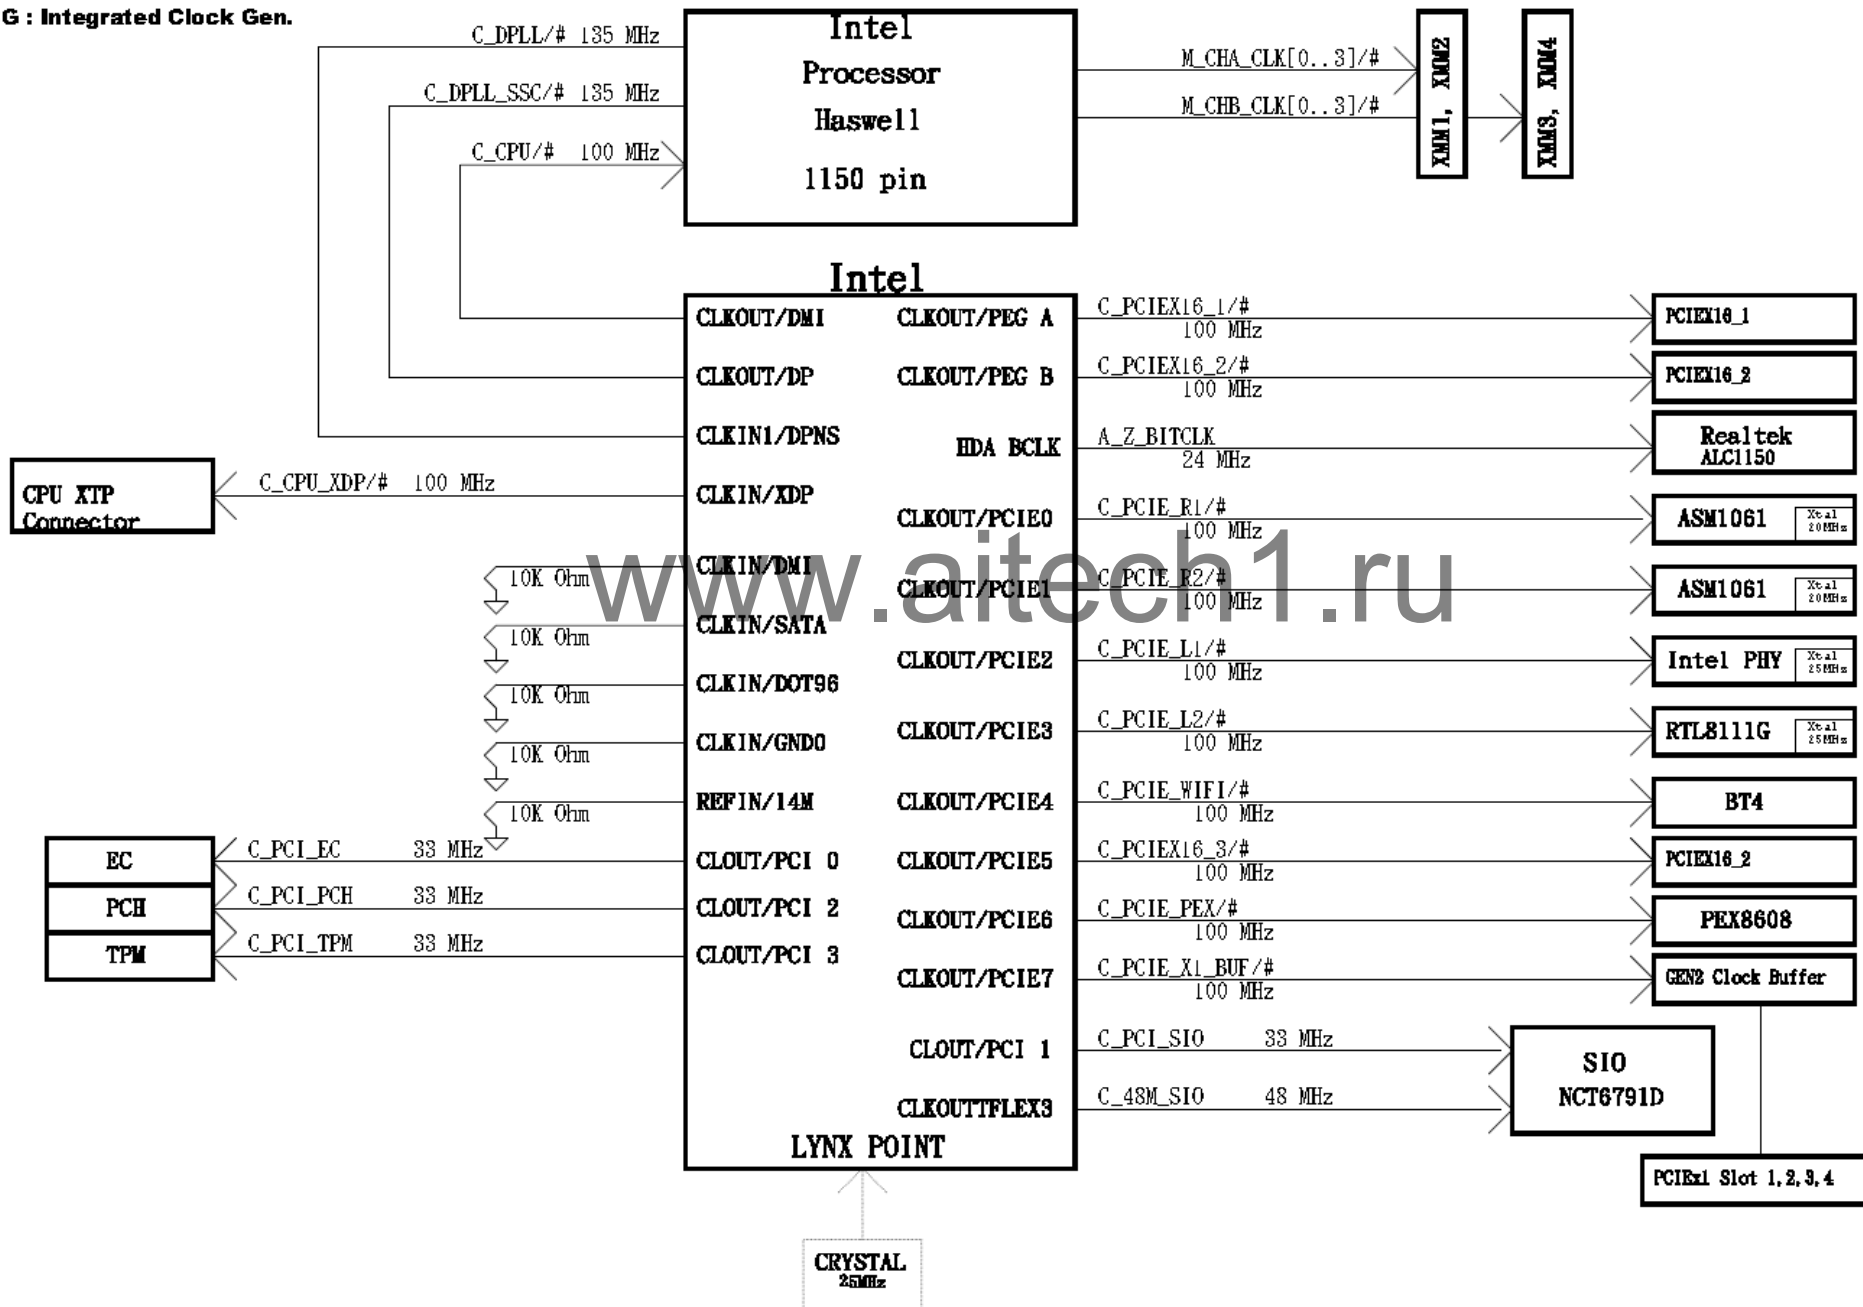 G : Integrated Clock Gen.
C_DPLL/# 135 MHz
C_DPLL_SSC/# 135 MHz
C_CPU/# 100 MHz
Intel
Processor
Haswell
1150 pin
M_CHA_CLK[0..3]/#
M_CHB_CLK[0..3]/#
XMM1, XMM2
XMM3, XMM4
Intel
CLKOUT/DMI
CLKOUT/DP
CLKIN1/DPNS
CLKIN/XDP
CLKIN/DMI
CLKIN/SATA
CLKIN/DOT96
CLKIN/GND0
REFIN/14M
CLOUT/PCI 0
CLOUT/PCI 2
CLOUT/PCI 3
CPU XTP
Connector
C_CPU_XDP/# 100 MHz
10K Ohm
10K Ohm
10K Ohm
10K Ohm
10K Ohm
EC
C_PCI_EC 33 MHz
PCH
C_PCI_PCH 33 MHz
TPM
C_PCI_TPM 33 MHz
CLKOUT/PEG A
C_PCIEX16_1/#
100 MHz
PCIEX16_1
CLKOUT/PEG B
C_PCIEX16_2/#
100 MHz
PCIEX16_2
HDA BCLK
A_Z_BITCLK
24 MHz
Realtek
ALC1150
CLKOUT/PCIE0
C_PCIE_R1/#
100 MHz
ASM1061
Xtal
20MHz
CLKOUT/PCIE1
C_PCIE_R2/#
100 MHz
ASM1061
Xtal
20MHz
CLKOUT/PCIE2
C_PCIE_L1/#
100 MHz
Intel PHY
Xtal
25MHz
CLKOUT/PCIE3
C_PCIE_L2/#
100 MHz
RTL8111G
Xtal
25MHz
CLKOUT/PCIE4
C_PCIE_WIFI/#
100 MHz
BT4
CLKOUT/PCIE5
C_PCIEX16_3/#
100 MHz
PCIEX16_2
CLKOUT/PCIE6
C_PCIE_PEX/#
100 MHz
PEX8608
CLKOUT/PCIE7
C_PCIE_X1_BUF/#
100 MHz
GEN2 Clock Buffer
CLOUT/PCI 1
C_PCI_SIO 33 MHz
CLKOUTTFLEX3
C_48M_SIO 48 MHz
SIO
NCT6791D
LYNX POINT
PCIEx1 Slot 1,2,3,4
CRYSTAL
25MHz
www.aitech1.ru